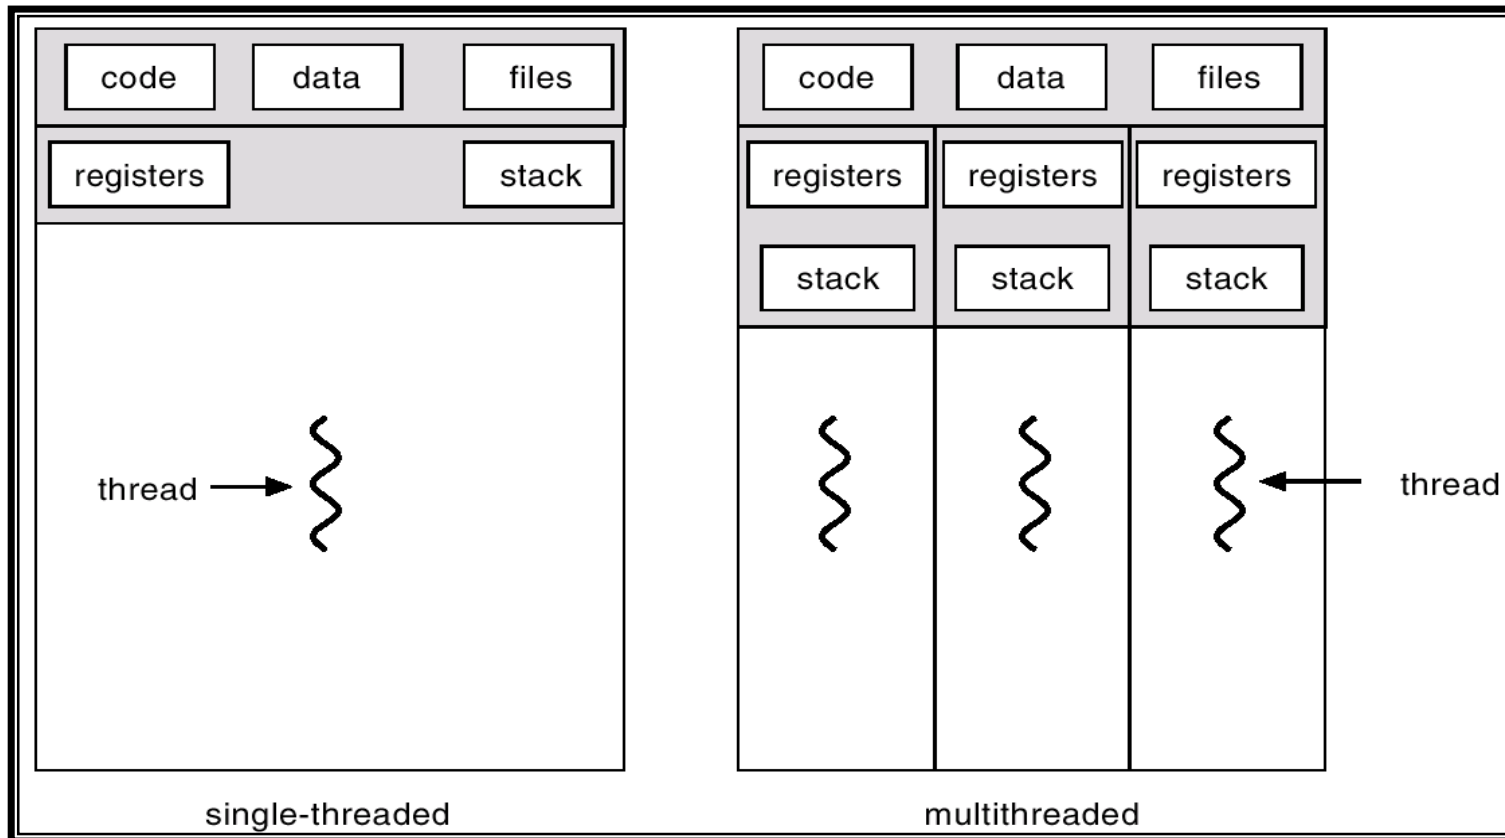 code data files
registers stack
thread
single-threaded
code data files
registers registers registers
stack stack stack
thread
multithreaded